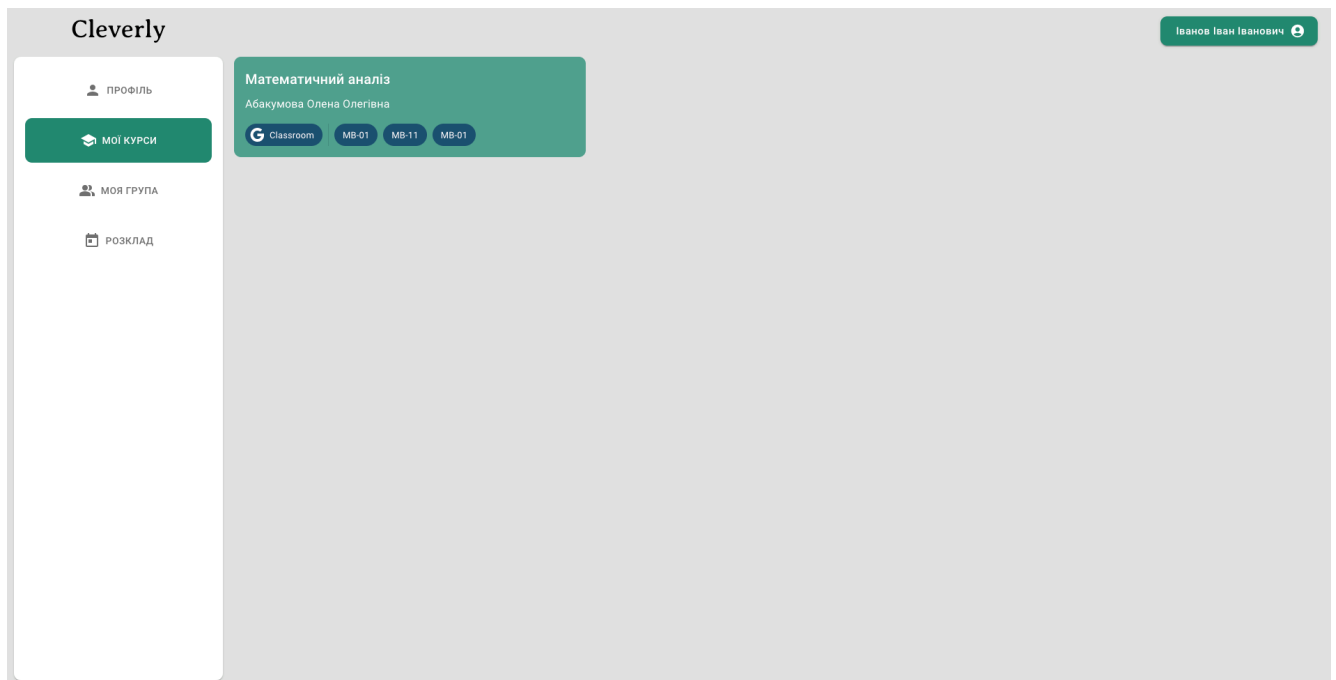 Cleverly
Іванов Іван Іванович
ПРОФІЛЬ
МОЇ КУРСИ
МОЯ ГРУПА
РОЗКЛАД
Математичний аналіз
Абакумова Олена Олегівна
G Classroom МВ-01 МВ-11 МВ-01